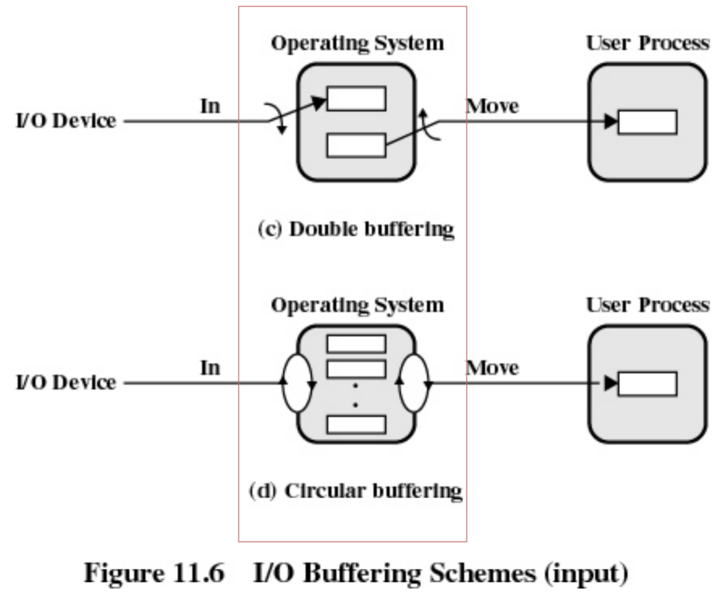 Operating System User Process
I/O Device In Move
(c) Double buffering
Operating System User Process
I/O Device In Move
(d) Circular buffering
Figure 11.6 I/O Buffering Schemes (input)